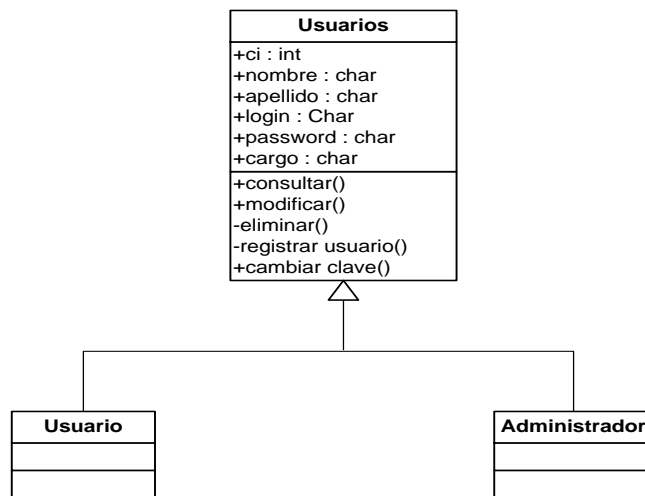 Usuarios
+ci : int
+nombre : char
+apellido : char
+login : Char
+password : char
+cargo : char
+consultar()
+modificar()
-eliminar()
-registrar usuario()
+cambiar clave()
Usuario
Administrador